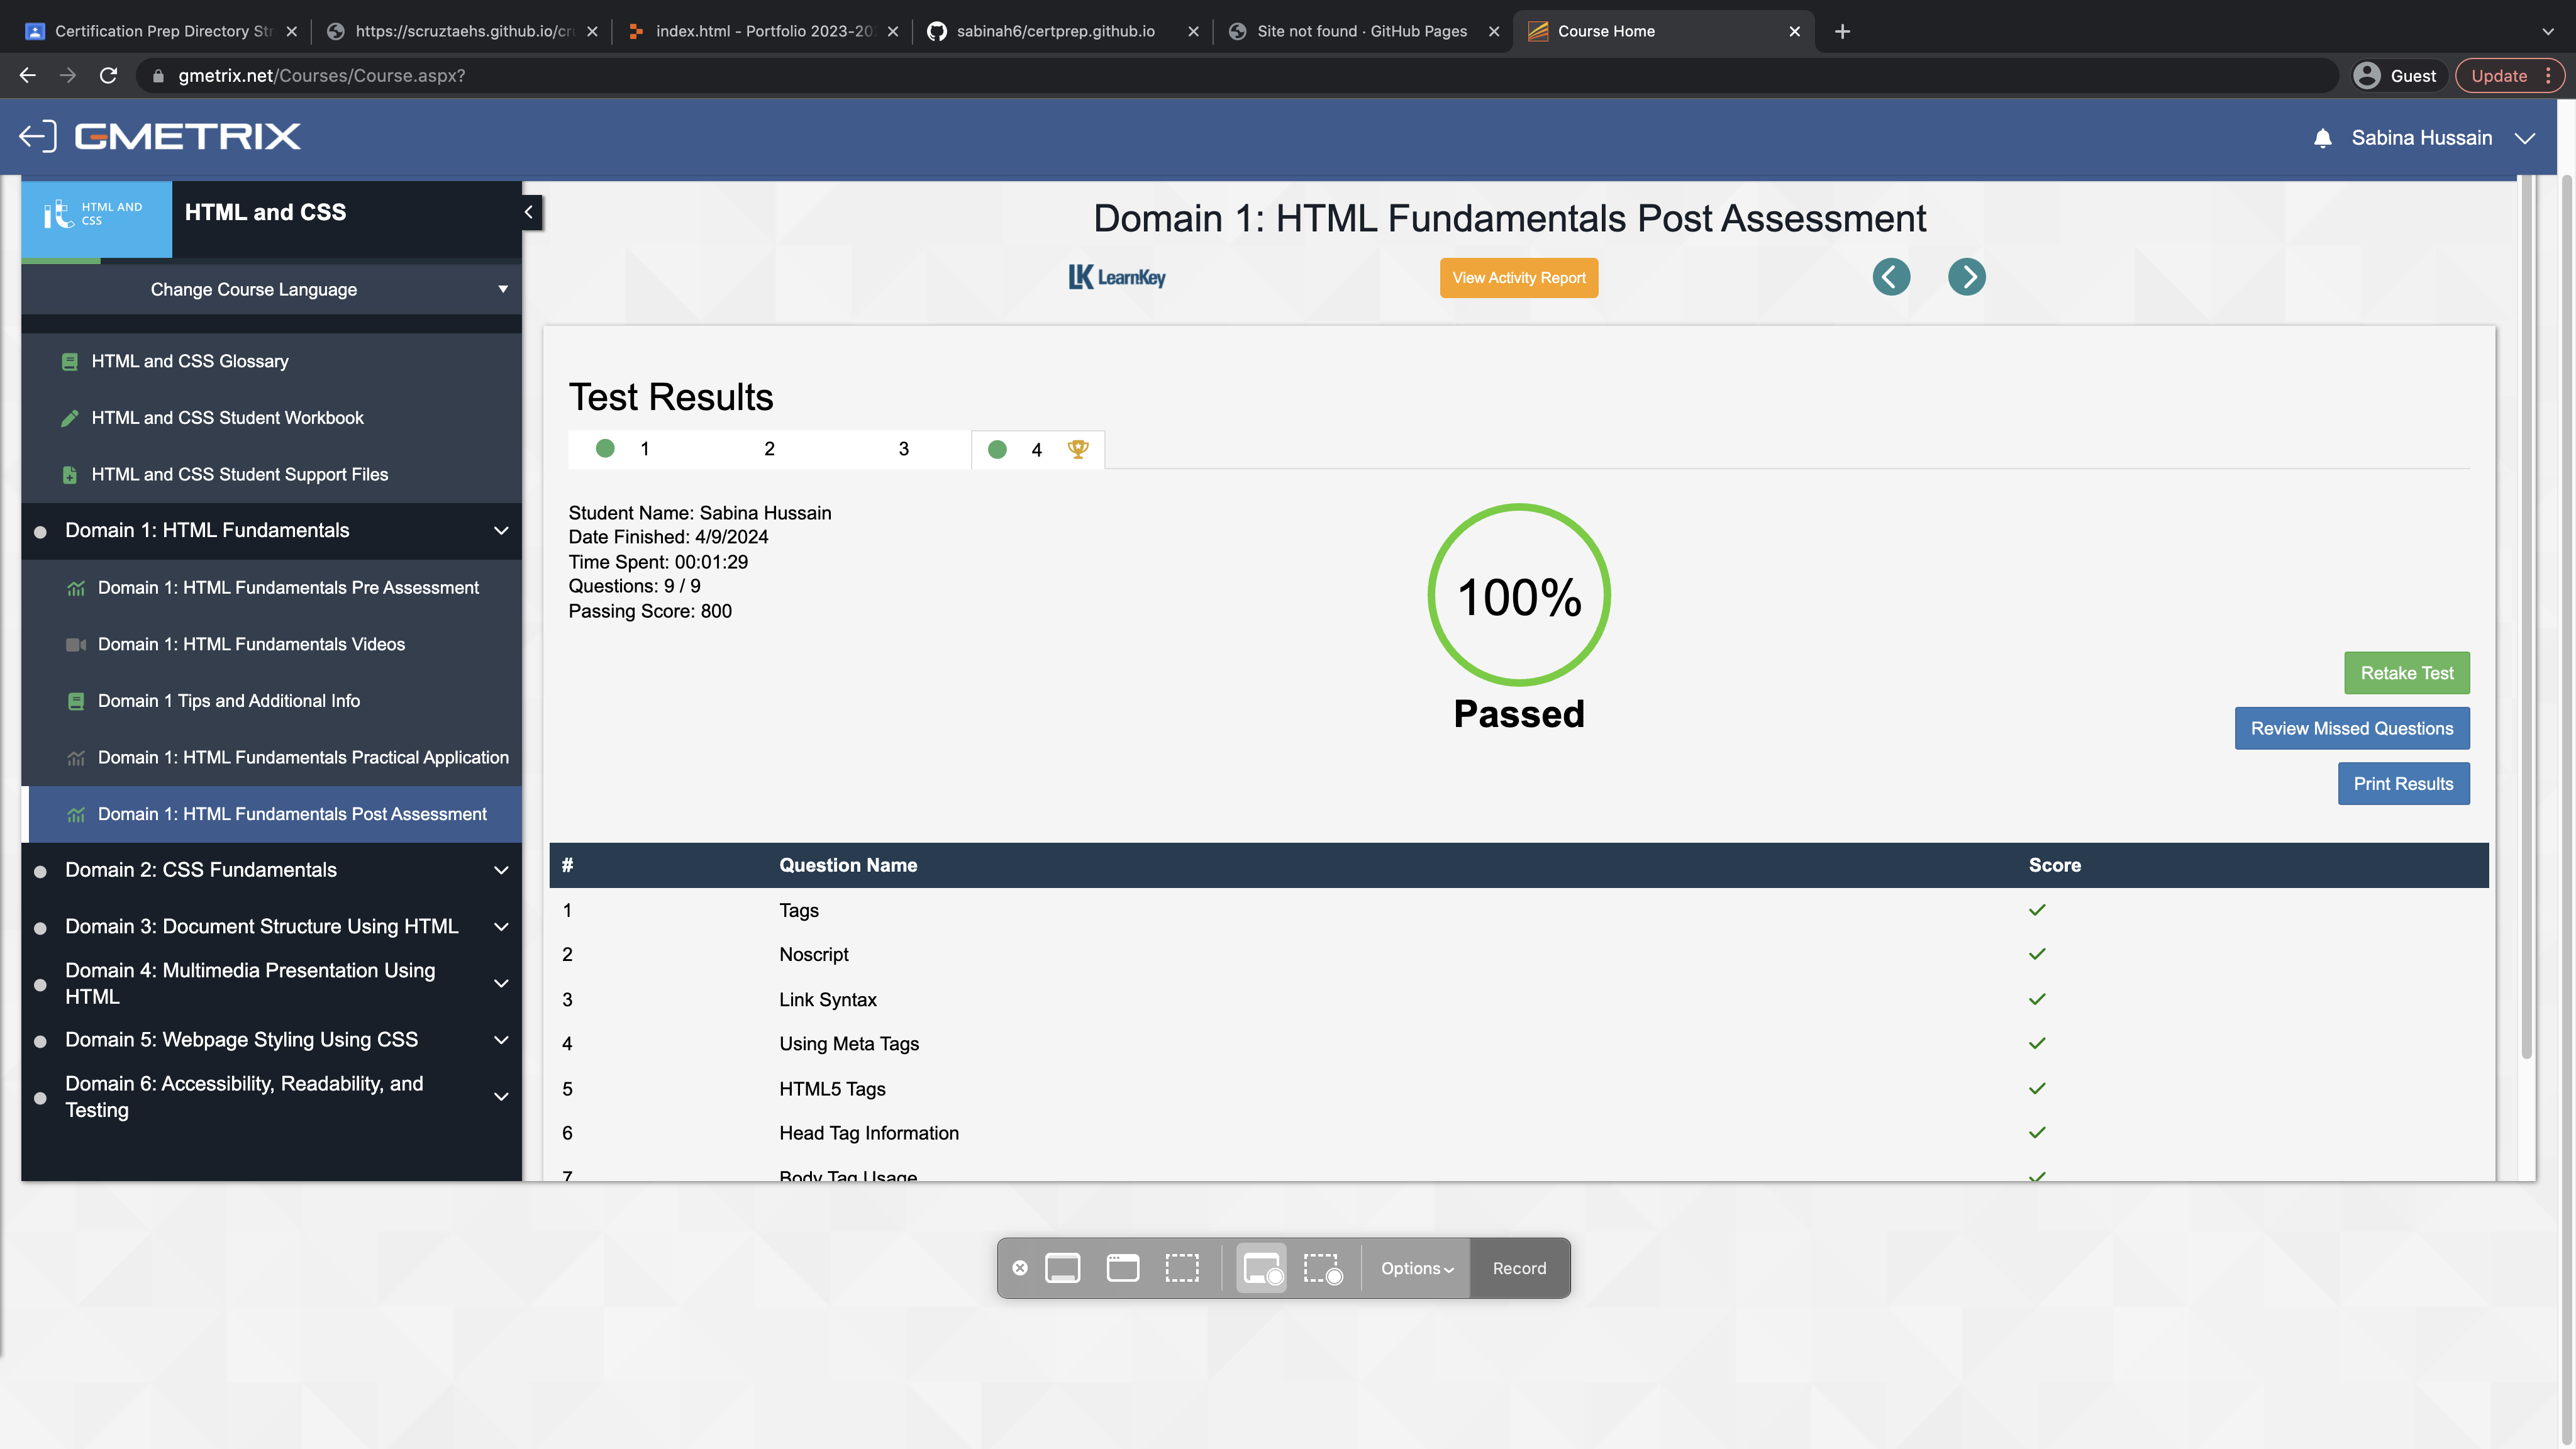 Certification Prep Directory Str
https://scruztaehs.github.io/cru
index.html - Portfolio 2023-202
sabinah6/certprep.github.io
Site not found · GitHub Pages
Course Home
gmetrix.net/Courses/Course.aspx?
Guest
Update
GMETRIX
Sabina Hussain
it HTML AND
CSS
HTML and CSS
Change Course Language
HTML and CSS Glossary
HTML and CSS Student Workbook
HTML and CSS Student Support Files
Domain 1: HTML Fundamentals
Domain 1: HTML Fundamentals Pre Assessment
Domain 1: HTML Fundamentals Videos
Domain 1 Tips and Additional Info
Domain 1: HTML Fundamentals Practical Application
Domain 1: HTML Fundamentals Post Assessment
Domain 2: CSS Fundamentals
Domain 3: Document Structure Using HTML
Domain 4: Multimedia Presentation Using
HTML
Domain 5: Webpage Styling Using CSS
Domain 6: Accessibility, Readability, and
Testing
Domain 1: HTML Fundamentals Post Assessment
LK LearnKey
View Activity Report
Test Results
1 2 3 4
Student Name: Sabina Hussain
Date Finished: 4/9/2024
Time Spent: 00:01:29
Questions: 9 / 9
Passing Score: 800
100%
Passed
Retake Test
Review Missed Questions
Print Results
# Question Name Score
1 Tags
2 Noscript
3 Link Syntax
4 Using Meta Tags
5 HTML5 Tags
6 Head Tag Information
7 Body Tag Usage
Options
Record